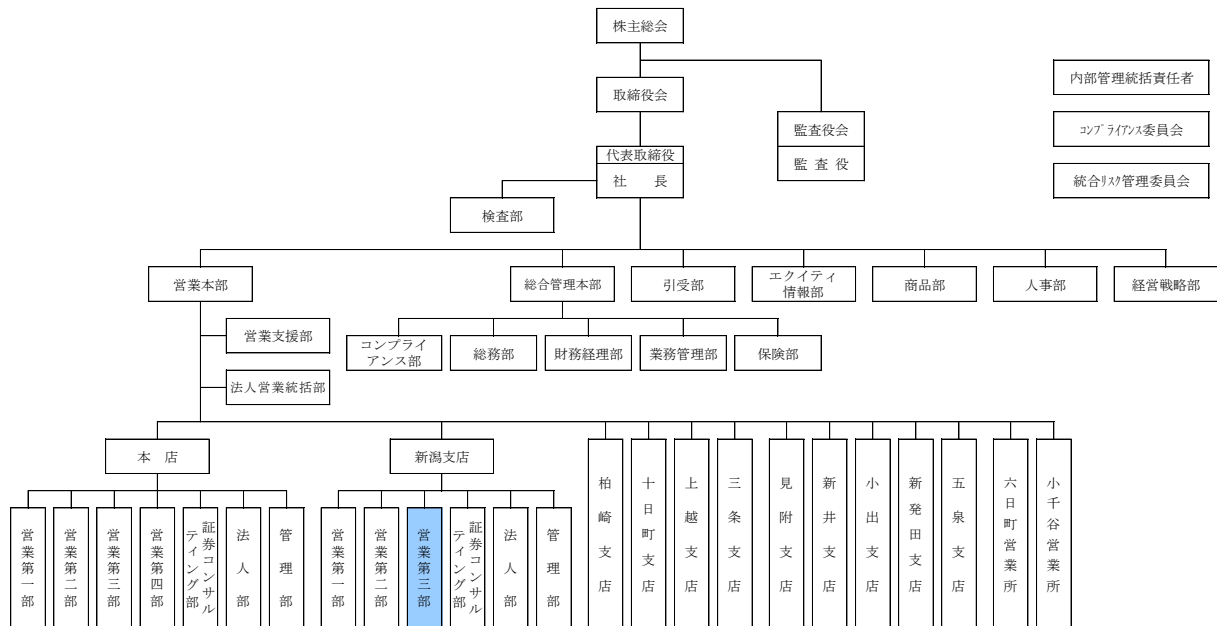 株主総会
内部管理統括責任者
取締役会
コンプライアンス委員会
監査役会
監 査 役
代表取締役
社 長
統合リスク管理委員会
検査部
営業本部
総合管理本部
引受部
エクイティ
情報部
商品部
人事部
経営戦略部
営業支援部
コンプライ
アンス部
総務部
財務経理部
業務管理部
保険部
法人営業統括部
本 店
新潟支店
柏崎支店
十日町支店
上越支店
三条支店
見附支店
新井支店
小出支店
新発田支店
五泉支店
六日町営業所
小千谷営業所
営業第一部
営業第二部
営業第三部
営業第四部
証券コンサル
ティング部
法人部
管理部
営業第一部
営業第二部
営業第三部
証券コンサル
ティング部
法人部
管理部